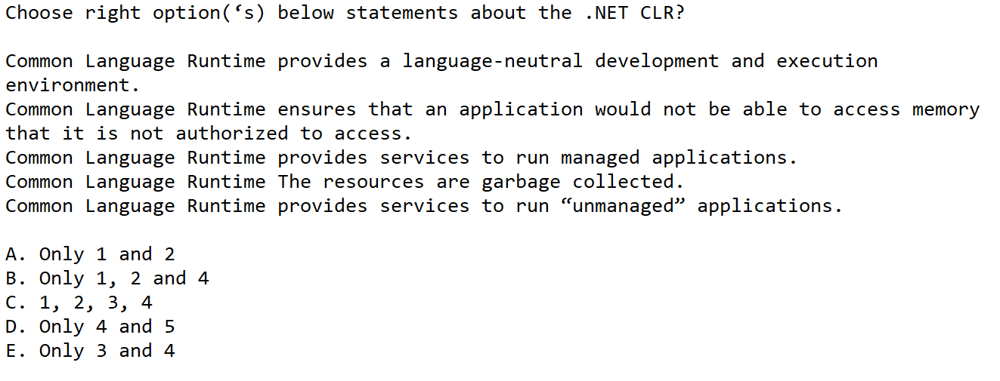 Choose right option(‘s) below statements about the .NET CLR?
Common Language Runtime provides a language-neutral development and execution
environment.
Common Language Runtime ensures that an application would not be able to access memory
that it is not authorized to access.
Common Language Runtime provides services to run managed applications.
Common Language Runtime The resources are garbage collected.
Common Language Runtime provides services to run “unmanaged” applications.
A. Only 1 and 2
B. Only 1, 2 and 4
C. 1, 2, 3, 4
D. Only 4 and 5
E. Only 3 and 4